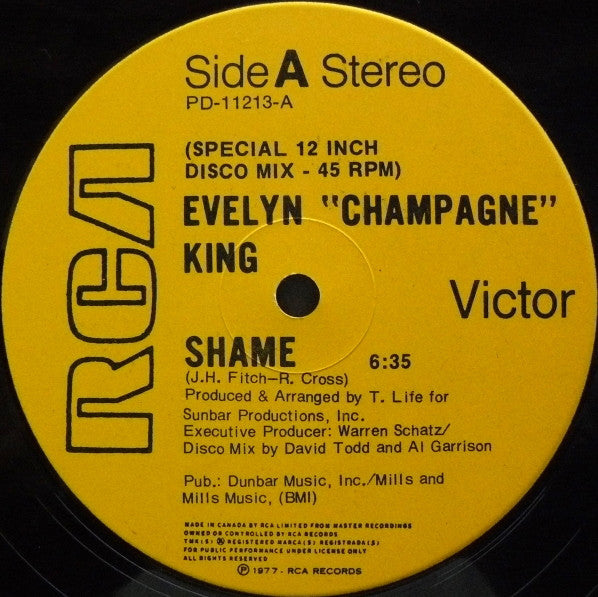 Side A Stereo
PD-11213-A
(SPECIAL 12 INCH
DISCO MIX - 45 RPM)
EVELYN "CHAMPAGNE"
KING
RCA
Victor
SHAME 6:35
(J.H. Fitch-R. Cross)
Produced & Arranged by T. Life for
Sunbar Productions, Inc.
Executive Producer: Warren Schatz/
Disco Mix by David Todd and Al Garrison
Pub.: Dunbar Music, Inc./Mills and
Mills Music, (BMI)
MADE IN CANADA BY RCA LIMITED FROM MASTER RECORDINGS
OWNED OR CONTROLLED BY RCA RECORDS
TMK(S) ® REGISTERED MARCA(S) REGISTRADA(S)
FOR PUBLIC PERFORMANCE UNDER LICENSE ONLY
ALL RIGHTS RESERVED
℗ 1977 - RCA RECORDS